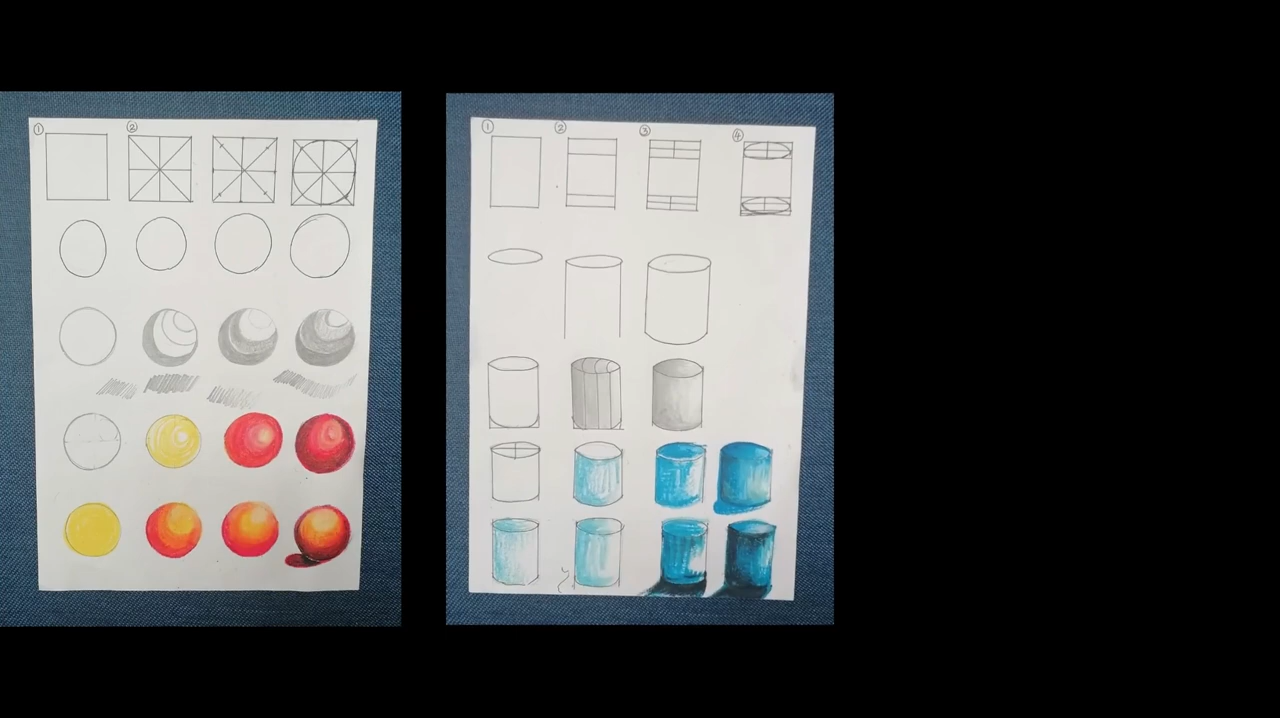 ① ②
① ② ③ ④